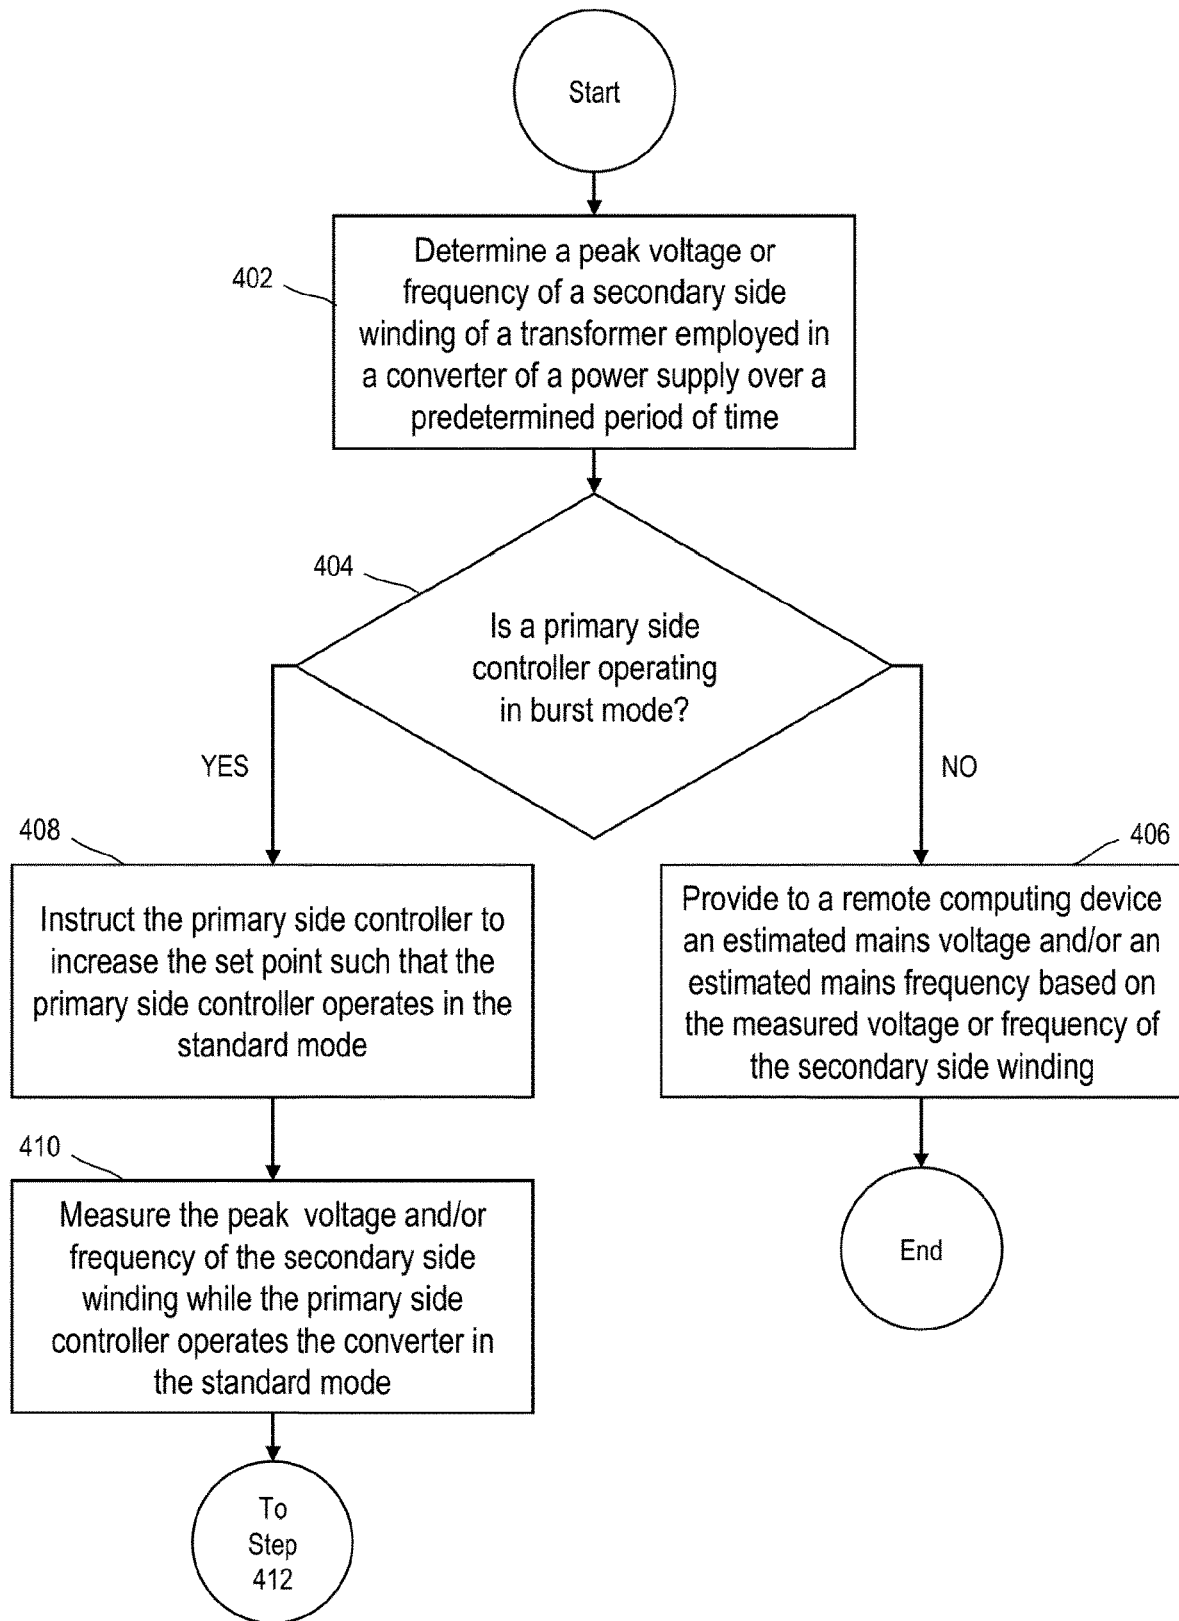 Start
402
Determine a peak voltage or
frequency of a secondary side
winding of a transformer employed in
a converter of a power supply over a
predetermined period of time
404
Is a primary side
controller operating
in burst mode?
YES
NO
408
Instruct the primary side controller to
increase the set point such that the
primary side controller operates in the
standard mode
406
Provide to a remote computing device
an estimated mains voltage and/or an
estimated mains frequency based on
the measured voltage or frequency of
the secondary side winding
410
Measure the peak voltage and/or
frequency of the secondary side
winding while the primary side
controller operates the converter in
the standard mode
End
To
Step
412